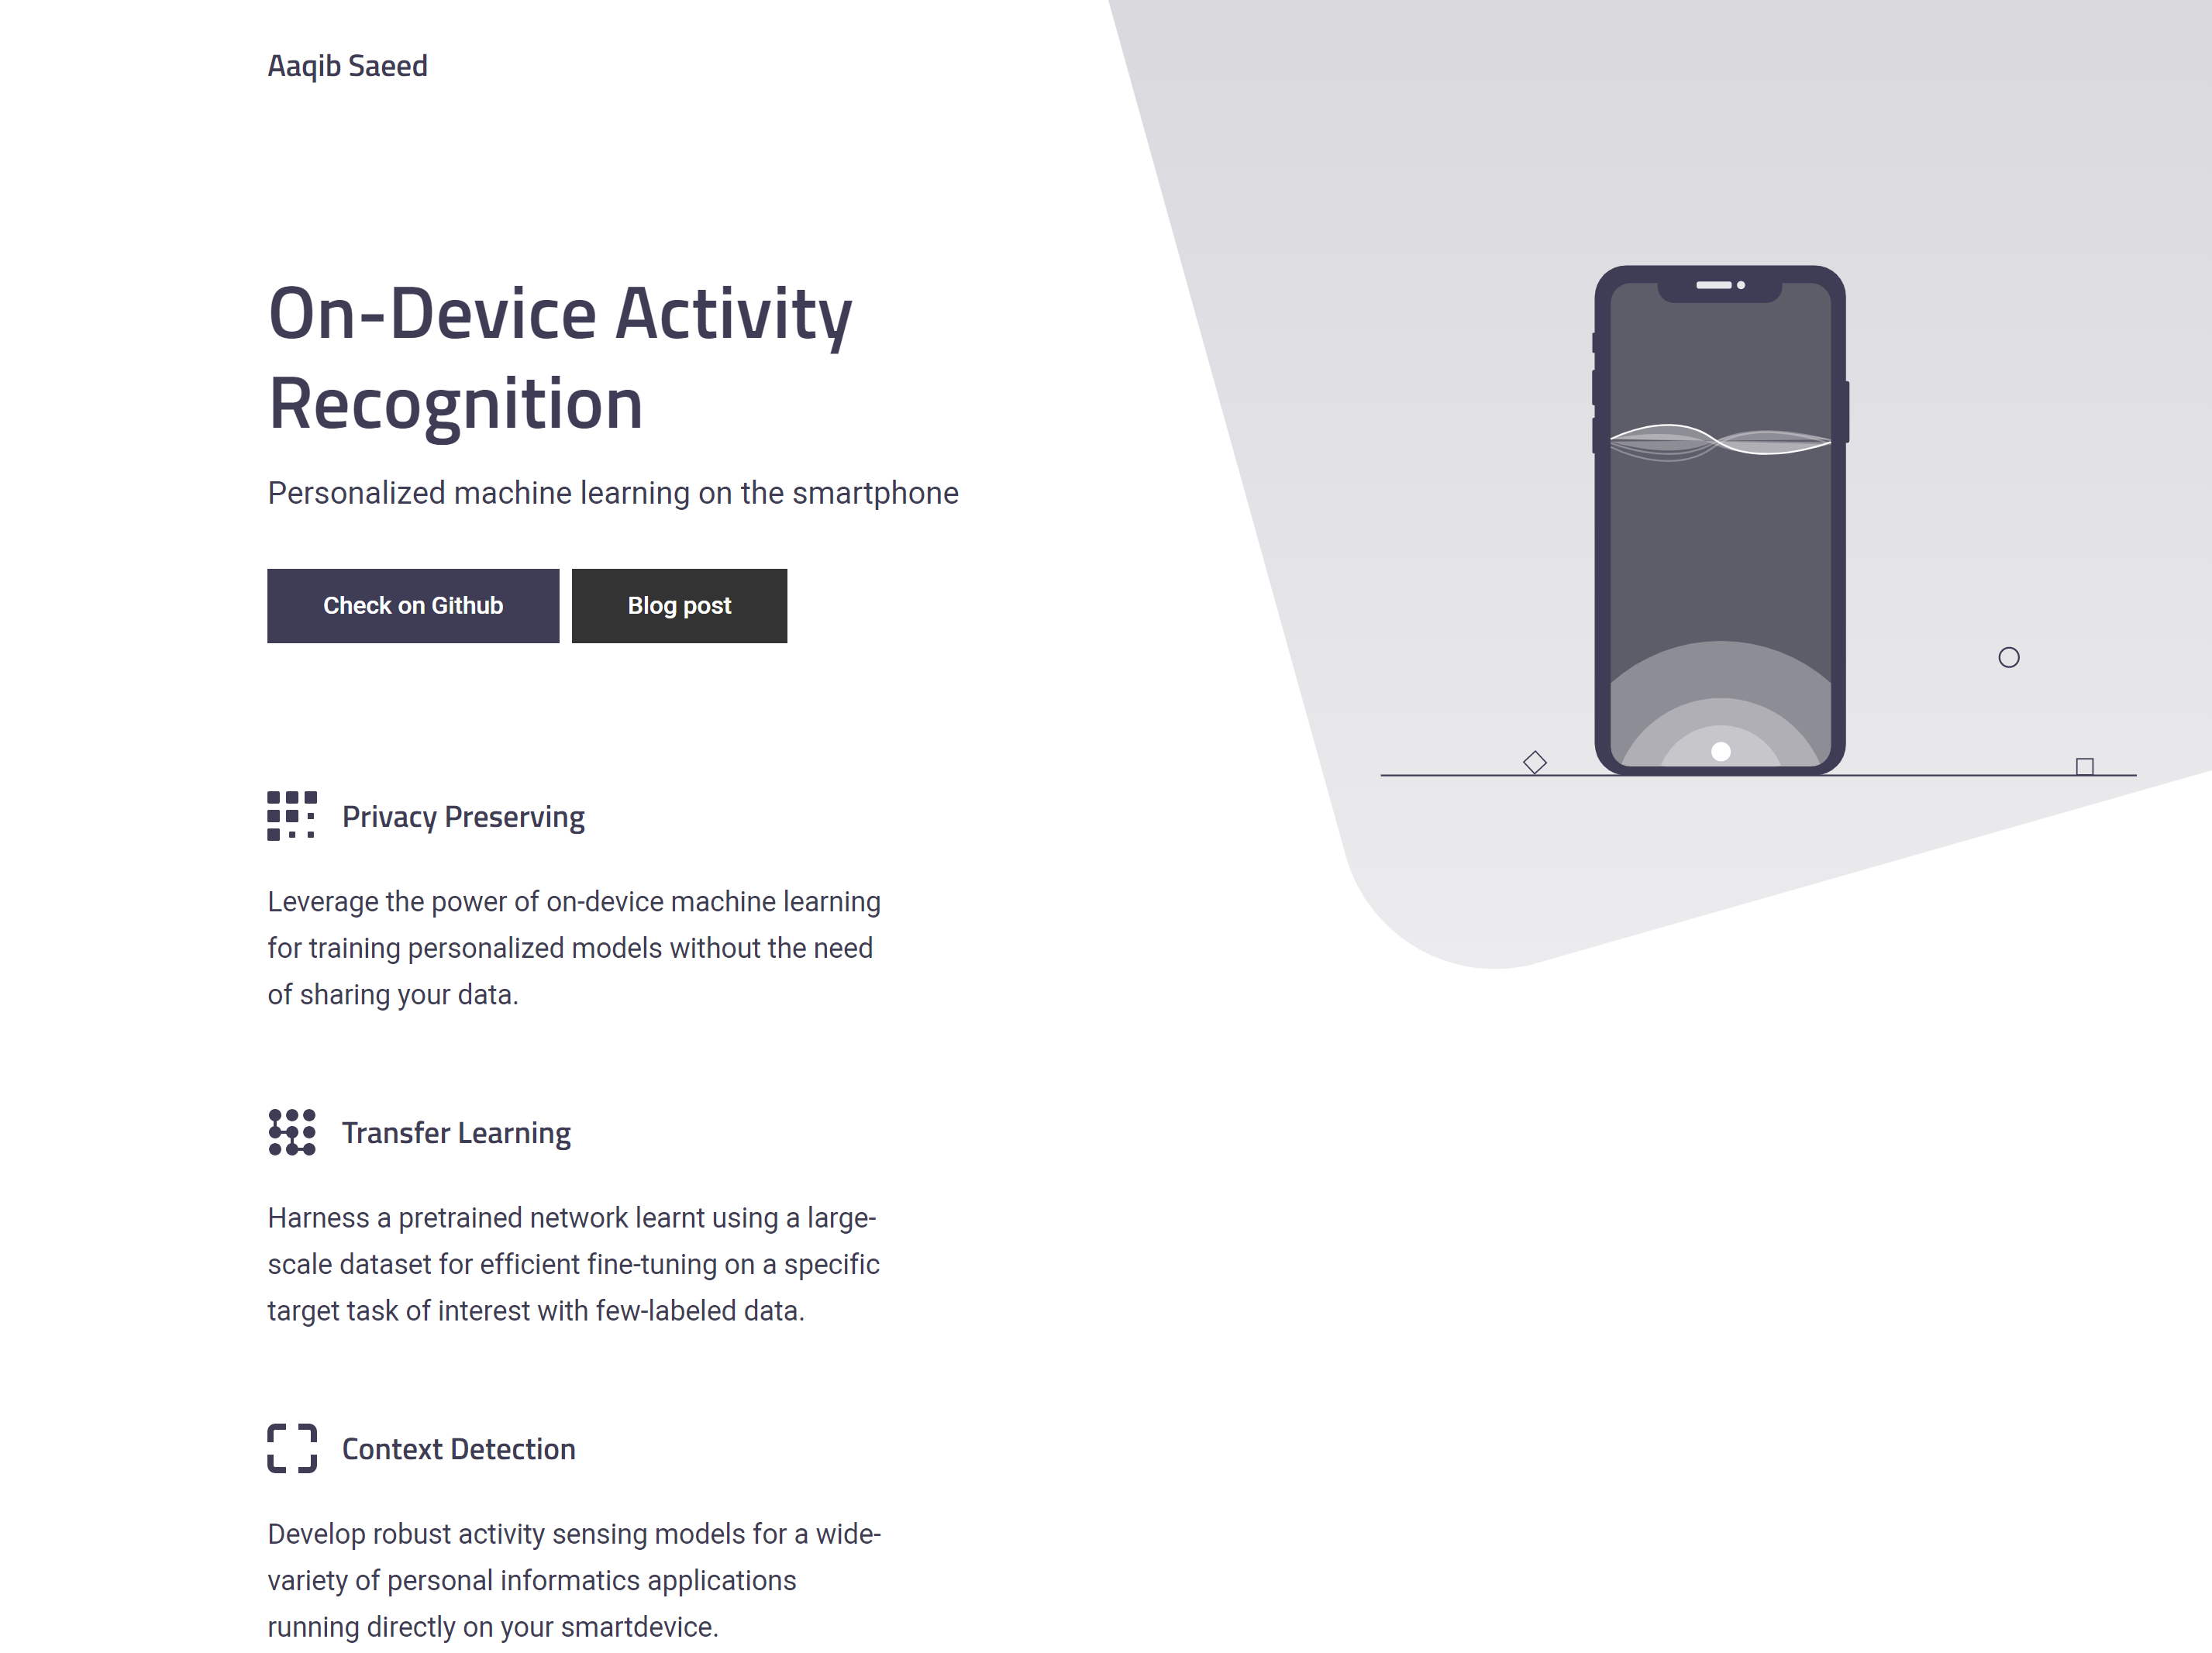 Aaqib Saeed
On-Device Activity
Recognition
Personalized machine learning on the smartphone
Check on Github
Blog post
Privacy Preserving
Leverage the power of on-device machine learning
for training personalized models without the need
of sharing your data.
Transfer Learning
Harness a pretrained network learnt using a large-
scale dataset for efficient fine-tuning on a specific
target task of interest with few-labeled data.
Context Detection
Develop robust activity sensing models for a wide-
variety of personal informatics applications
running directly on your smartdevice.